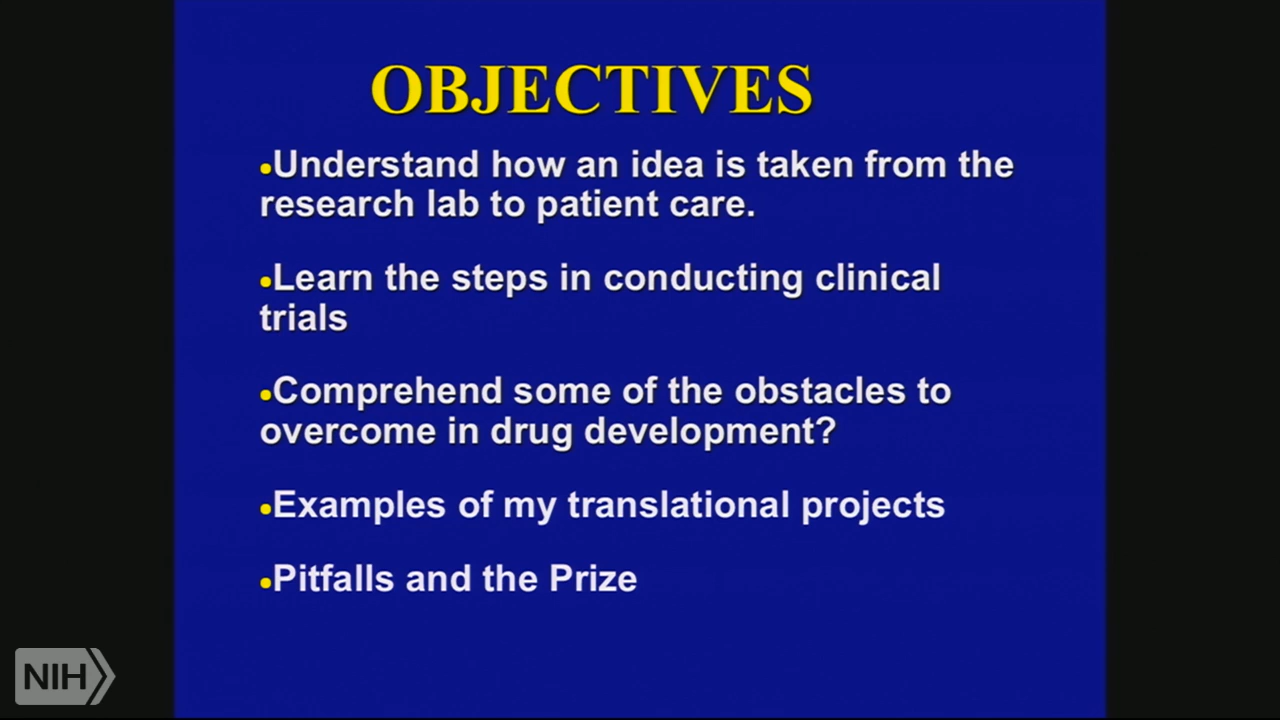 OBJECTIVES
•Understand how an idea is taken from the
research lab to patient care.
•Learn the steps in conducting clinical
trials
•Comprehend some of the obstacles to
overcome in drug development?
•Examples of my translational projects
•Pitfalls and the Prize
NIH